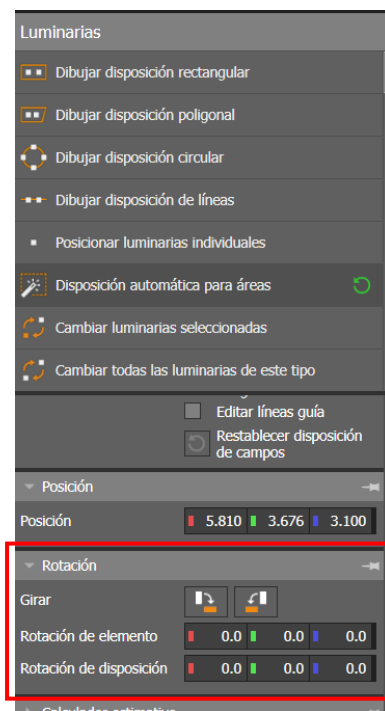 Luminarias
Dibujar disposición rectangular
Dibujar disposición poligonal
Dibujar disposición circular
Dibujar disposición de líneas
Posicionar luminarias individuales
Disposición automática para áreas
Cambiar luminarias seleccionadas
Cambiar todas las luminarias de este tipo
Editar líneas guía
Restablecer disposición
de campos
Posición
Posición 5.810 3.676 3.100
Rotación
Girar
Rotación de elemento 0.0 0.0 0.0
Rotación de disposición 0.0 0.0 0.0